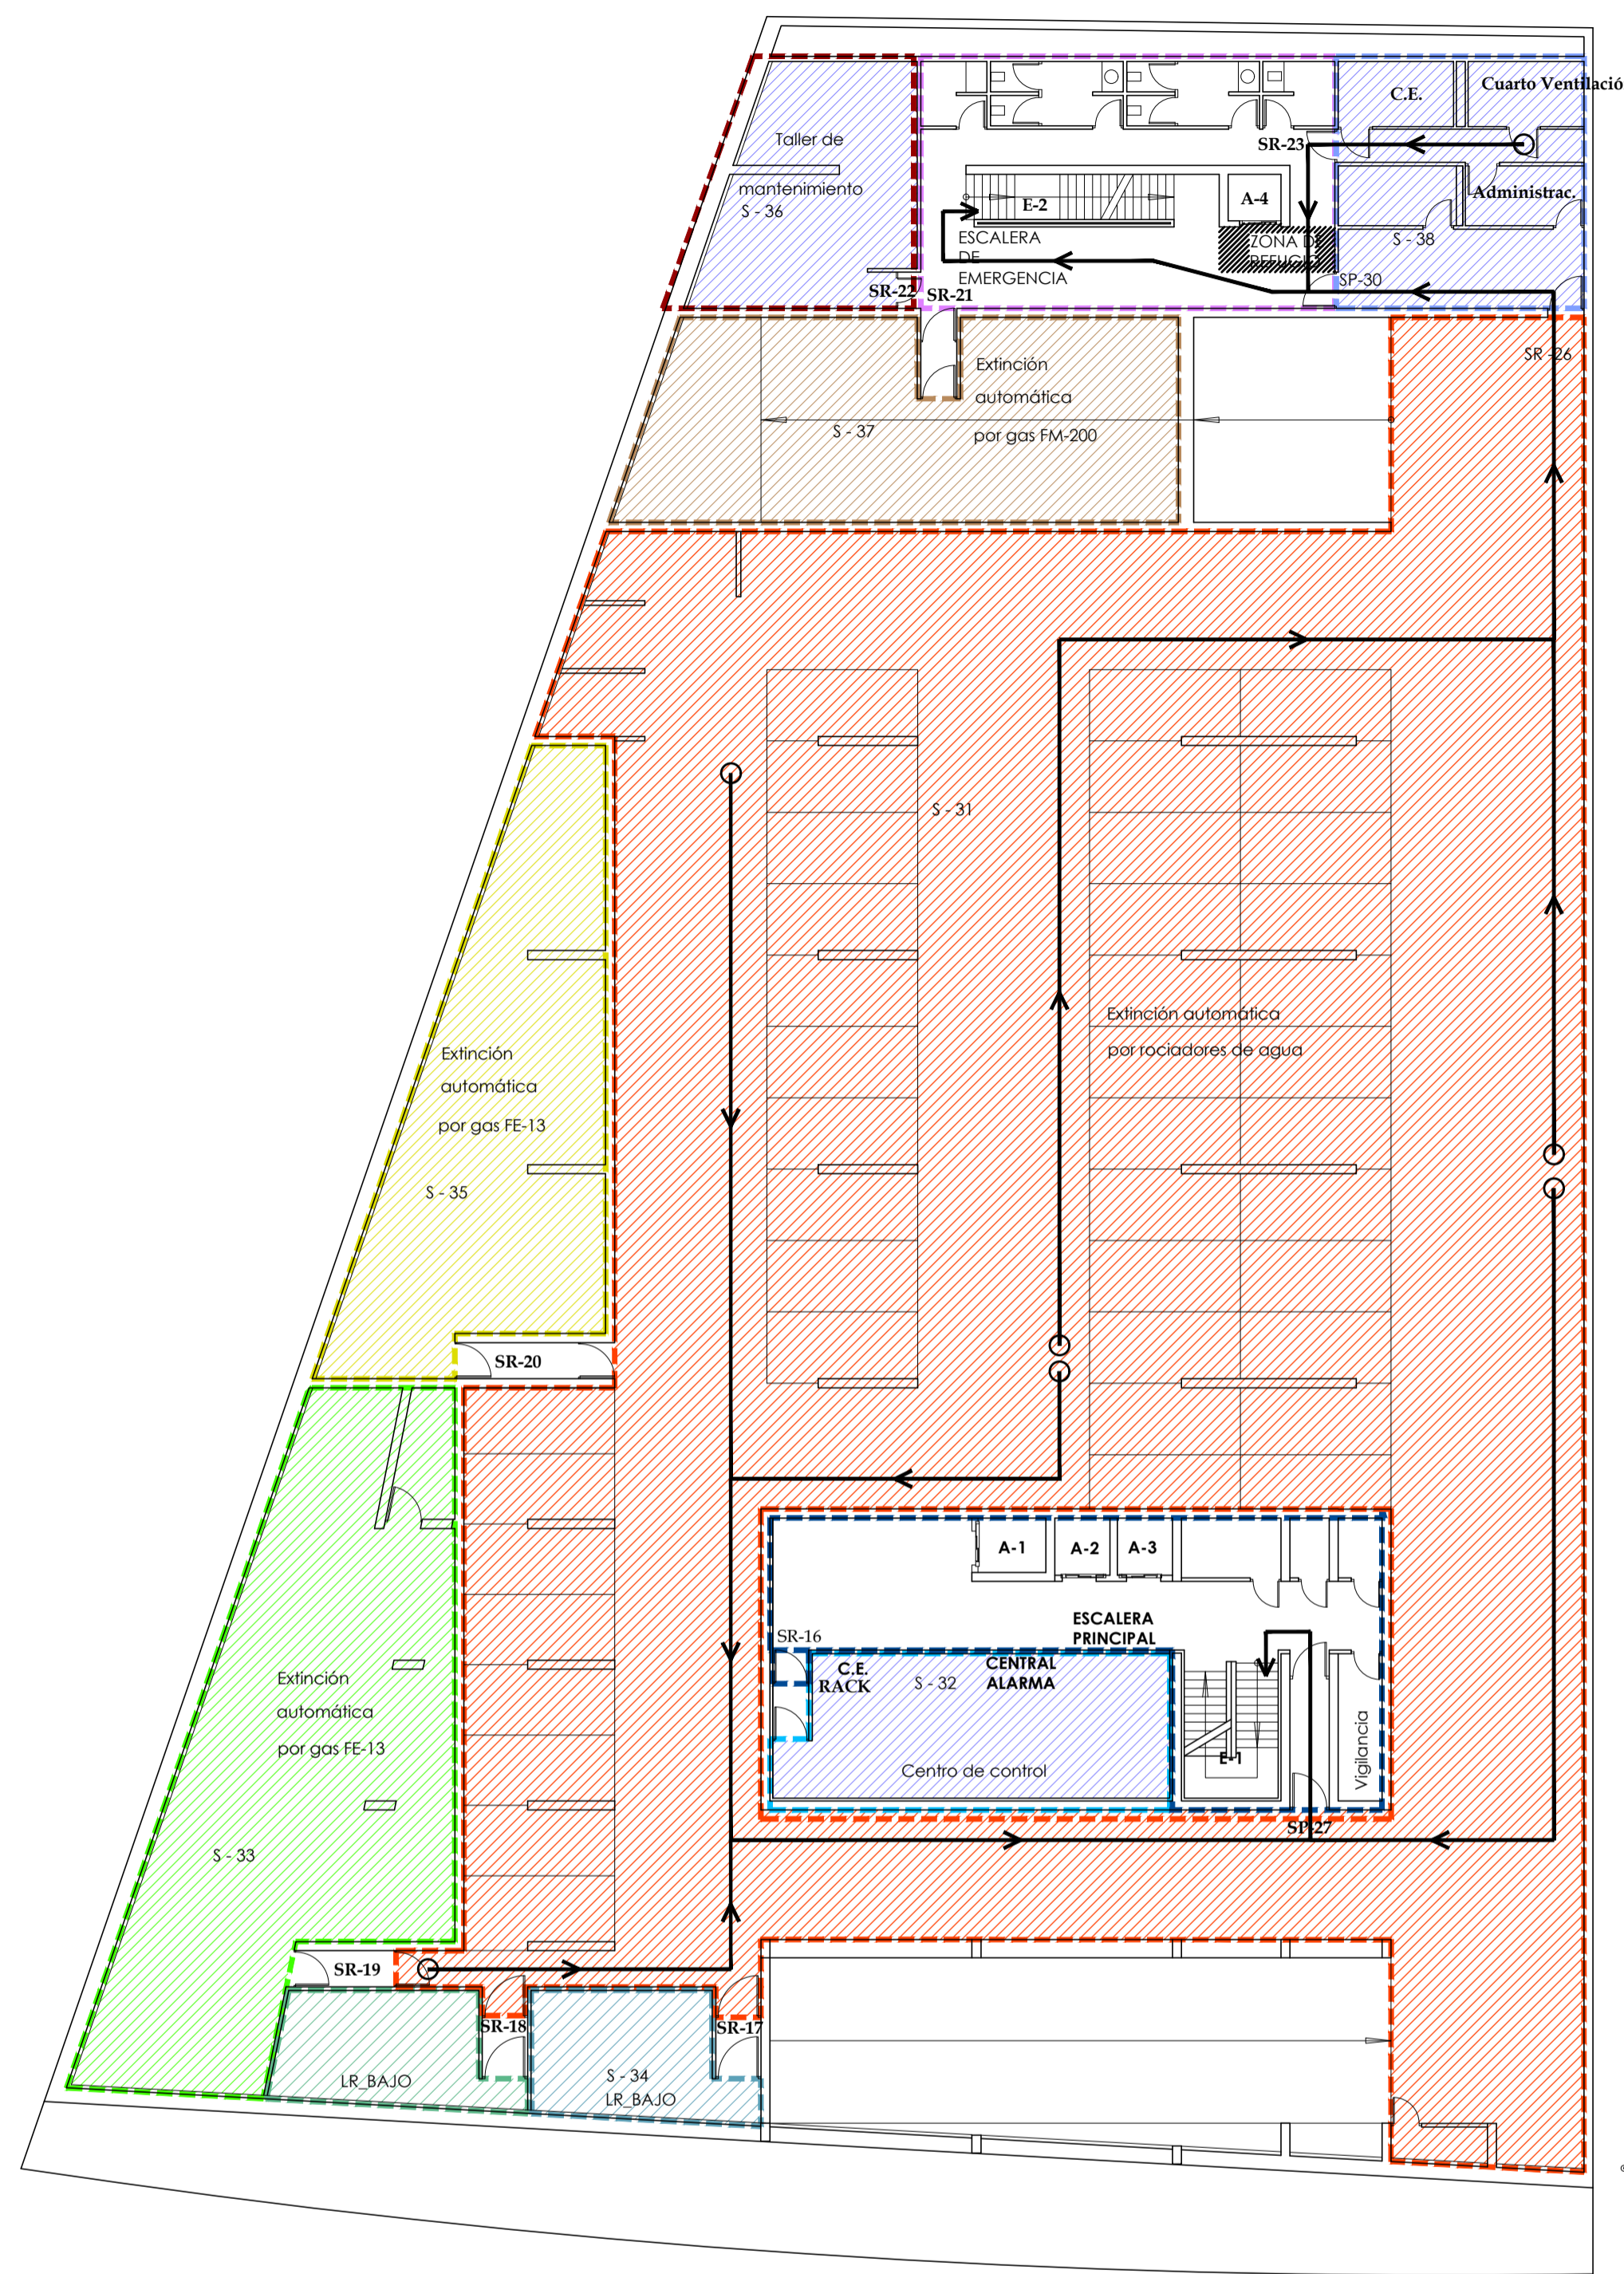 C.E.
Cuarto Ventilació
Taller de
mantenimiento
S - 36
SR-23
A-4
Administrac.
E-2
ESCALERA
DE
EMERGENCIA
ZONA DE
REFUGIO
S - 38
SP-30
SR-22
SR-21
SR -26
Extinción
automática
por gas FM-200
S - 37
S - 31
Extinción automática
por rociadores de agua
Extinción
automática
por gas FE-13
S - 35
SR-20
A-1
A-2
A-3
ESCALERA
PRINCIPAL
SR-16
C.E.
RACK
S - 32
CENTRAL
ALARMA
Centro de control
E-1
Vigilancia
SP-27
Extinción
automática
por gas FE-13
S - 33
SR-19
SR-18
SR-17
LR_BAJO
S - 34
LR_BAJO